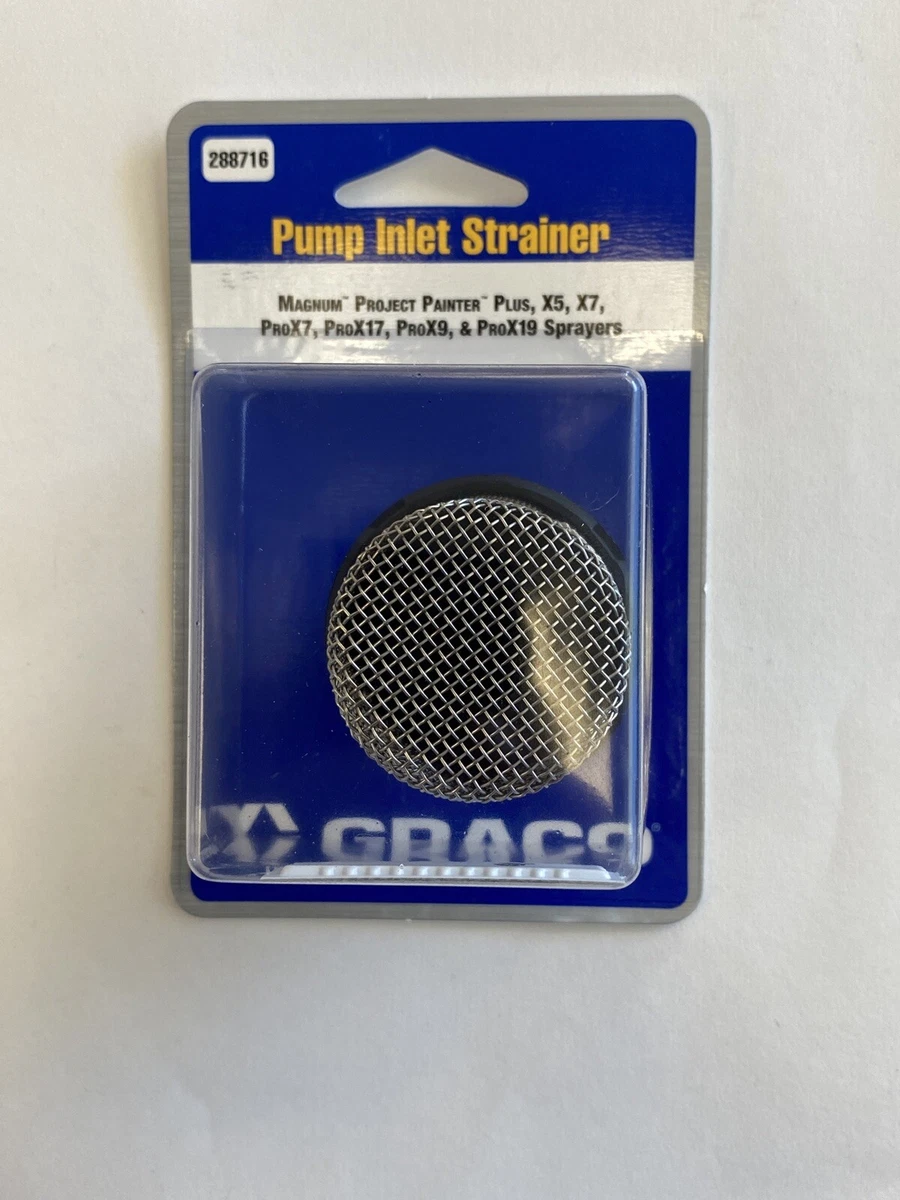 288716
Pump Inlet Strainer
MAGNUM™ PROJECT PAINTER™ PLUS, X5, X7,
PROX7, PROX17, PROX9, & PROX19 Sprayers
GRACO®